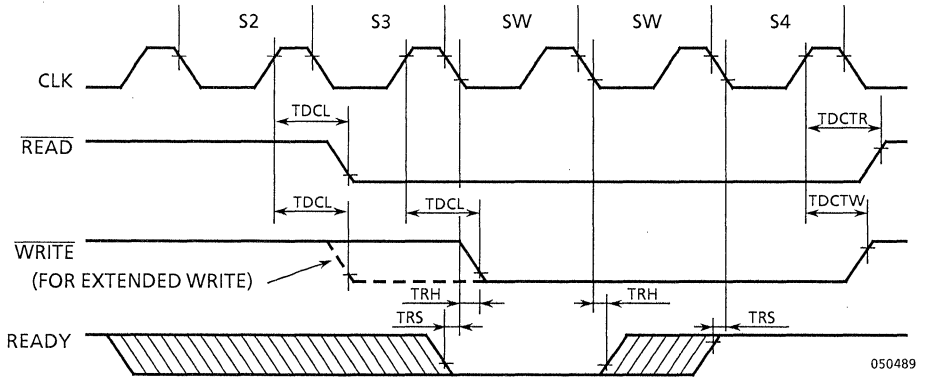 S2 S3 SW SW S4
CLK
TDCL TDCTR
READ
TDCL TDCL TDCTW
WRITE
(FOR EXTENDED WRITE)
TRH TRH
TRS TRS
READY
050489